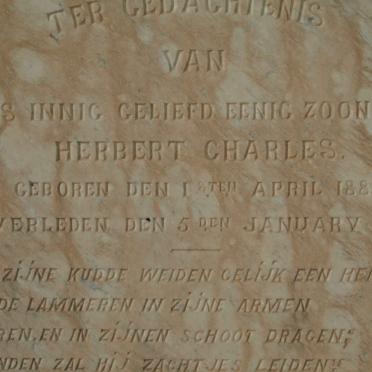 TER GEDACHTENIS
VAN
S INNIG GELIEFD EENIG ZOON
HERBERT CHARLES.
GEBOREN DEN 18TEN APRIL 188
VERLEDEN DEN 5DEN JANUARY
ZIJNE KUDDE WEIDEN GELIJK EEN HE
DE LAMMEREN IN ZIJNE ARMEN
REN, EN IN ZIJNEN SCHOOT DRAGEN;
NDEN ZAL HIJ ZACHTJES LEIDEN"